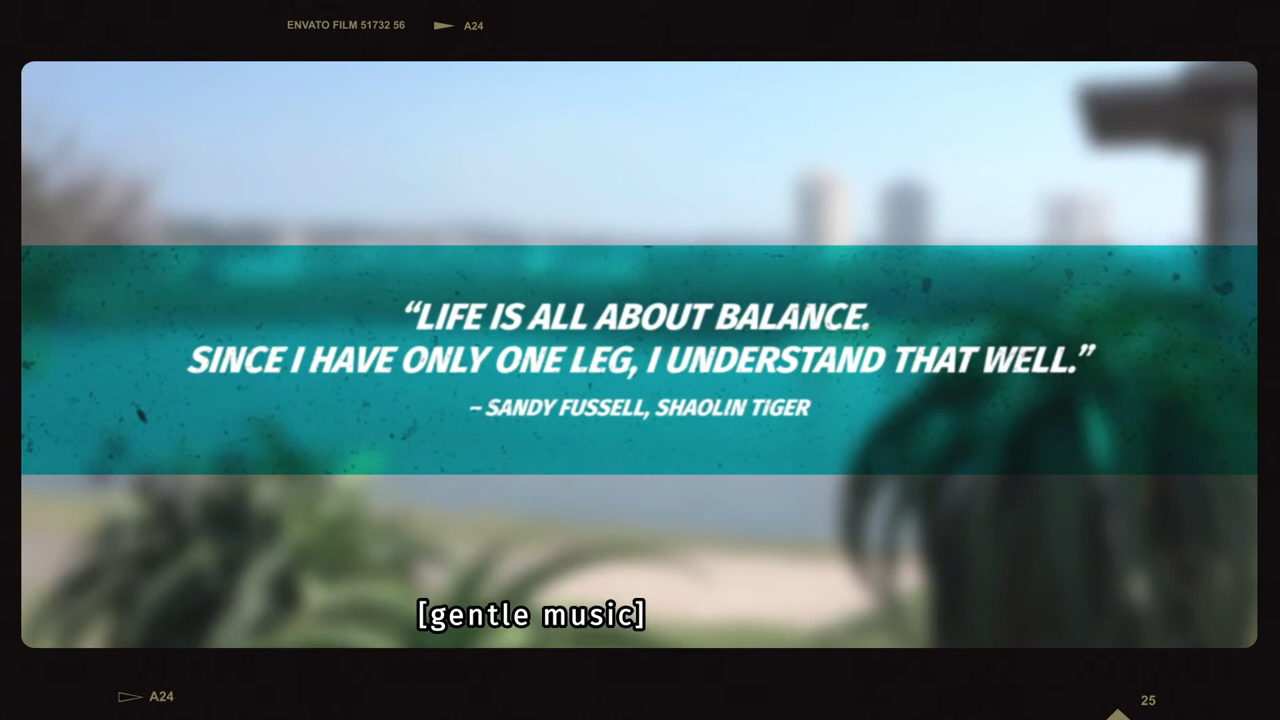 ENVATO FILM 51732 56 A24
“LIFE IS ALL ABOUT BALANCE.
SINCE I HAVE ONLY ONE LEG, I UNDERSTAND THAT WELL.”
– SANDY FUSSELL, SHAOLIN TIGER
[gentle music]
A24
25